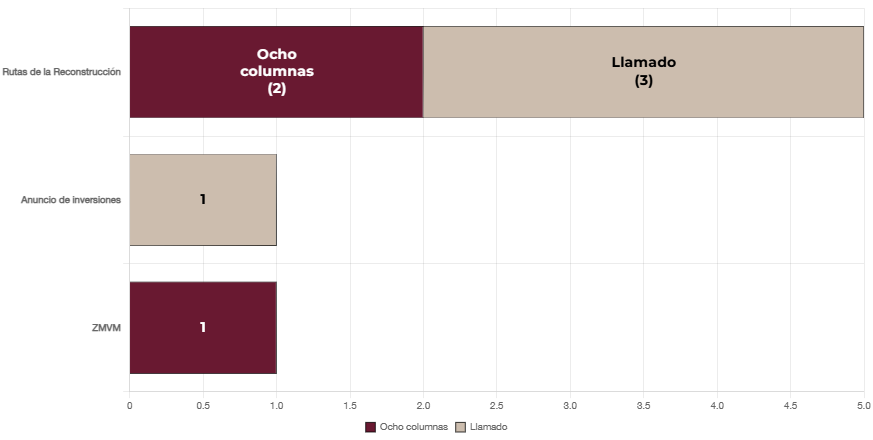 Rutas de la Reconstrucción
Ocho
columnas
(2)
Llamado
(3)
Anuncio de inversiones
1
ZMVM
1
0 0.5 1.0 1.5 2.0 2.5 3.0 3.5 4.0 4.5 5.0
Ocho columnas Llamado